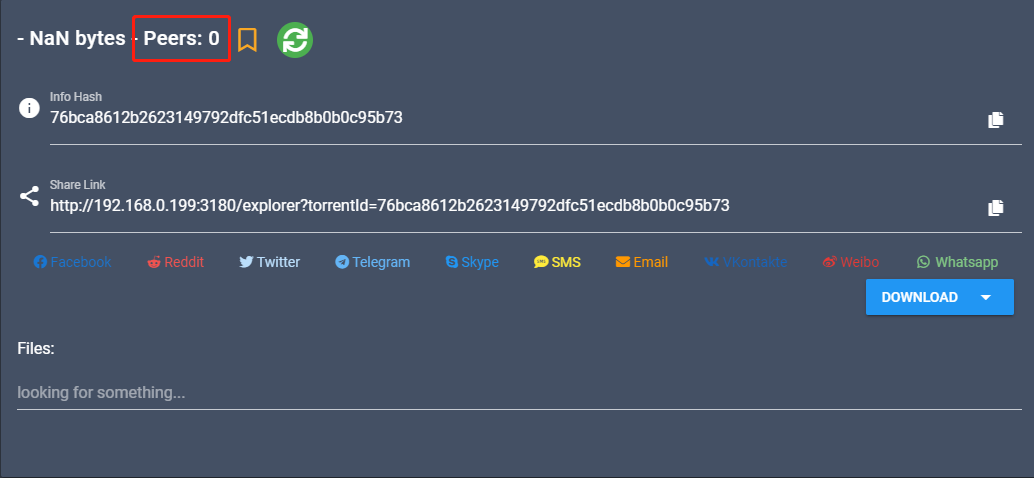 - NaN bytes - Peers: 0
Info Hash
76bca8612b2623149792dfc51ecdb8b0b0c95b73
Share Link
http://192.168.0.199:3180/explorer?torrentId=76bca8612b2623149792dfc51ecdb8b0b0c95b73
Facebook Reddit Twitter Telegram Skype SMS Email VKontakte Weibo Whatsapp
DOWNLOAD
Files:
looking for something...